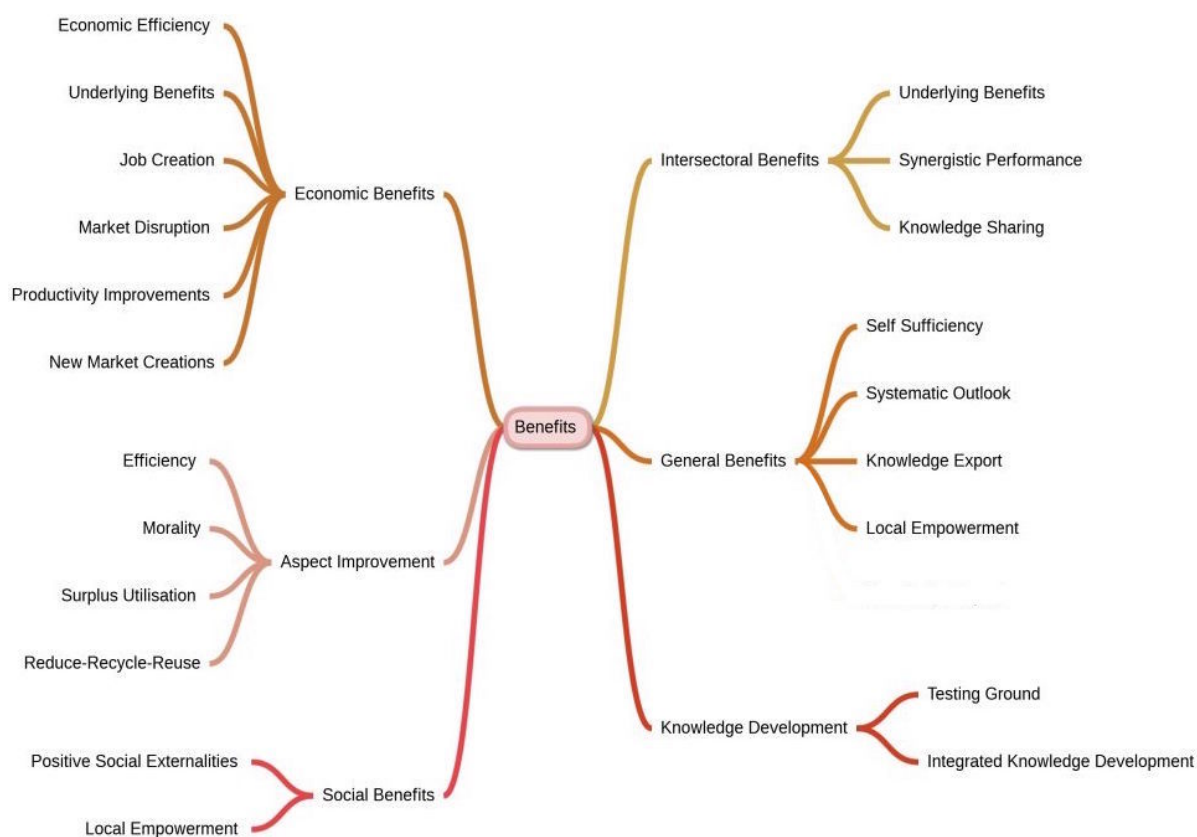 Benefits
Economic Benefits
Economic Efficiency
Underlying Benefits
Job Creation
Market Disruption
Productivity Improvements
New Market Creations
Aspect Improvement
Efficiency
Morality
Surplus Utilisation
Reduce-Recycle-Reuse
Social Benefits
Positive Social Externalities
Local Empowerment
Intersectoral Benefits
Underlying Benefits
Synergistic Performance
Knowledge Sharing
General Benefits
Self Sufficiency
Systematic Outlook
Knowledge Export
Local Empowerment
Knowledge Development
Testing Ground
Integrated Knowledge Development